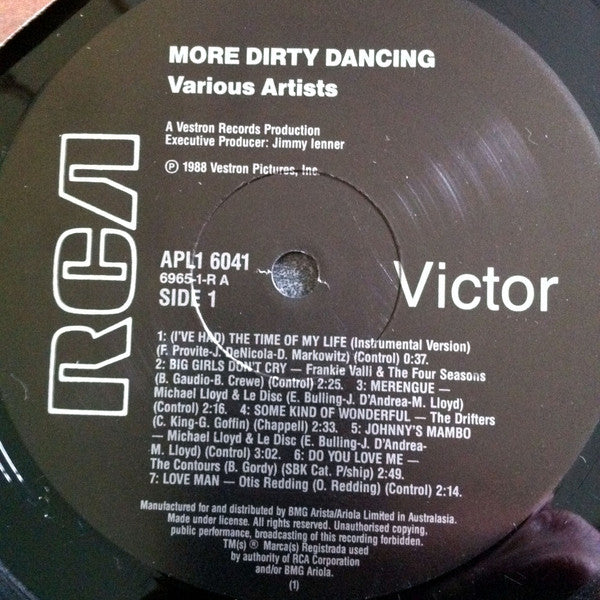 MORE DIRTY DANCING
Various Artists
A Vestron Records Production
Executive Producer: Jimmy Ienner
Ⓟ 1988 Vestron Pictures, Inc
RCA
APL1 6041
6965-1-R A
SIDE 1
Victor
1: (I'VE HAD) THE TIME OF MY LIFE (Instrumental Version)
(F. Provite-J. DeNicola-D. Markowitz) (Control) 0:37.
2: BIG GIRLS DON'T CRY — Frankie Valli & The Four Seasons
(B. Gaudio-B. Crewe) (Control) 2:25. 3: MERENGUE —
Michael Lloyd & Le Disc (E. Bulling-J. D'Andrea-M. Lloyd)
(Control) 2:16. 4: SOME KIND OF WONDERFUL — The Drifters
(C. King-G. Goffin) (Chappell) 2:33. 5: JOHNNY'S MAMBO
— Michael Lloyd & Le Disc (E. Bulling-J. D'Andrea-
M. Lloyd) (Control) 3:02. 6: DO YOU LOVE ME —
The Contours (B. Gordy) (SBK Cat. P/ship) 2:49.
7: LOVE MAN — Otis Redding (O. Redding) (Control) 2:14.
Manufactured for and distributed by BMG Arista/Ariola Limited in Australasia.
Made under license. All rights reserved. Unauthorised copying,
public performance, broadcasting of this recording forbidden.
TM(s) ® Marca(s) Registrada used
by authority of RCA Corporation
and/or BMG Ariola.
(1)